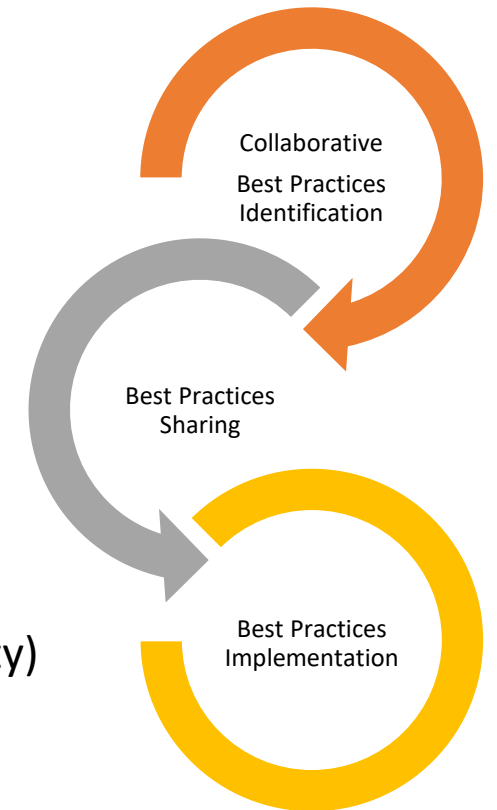 Collaborative
Best Practices
Identification
Best Practices
Sharing
Best Practices
Implementation